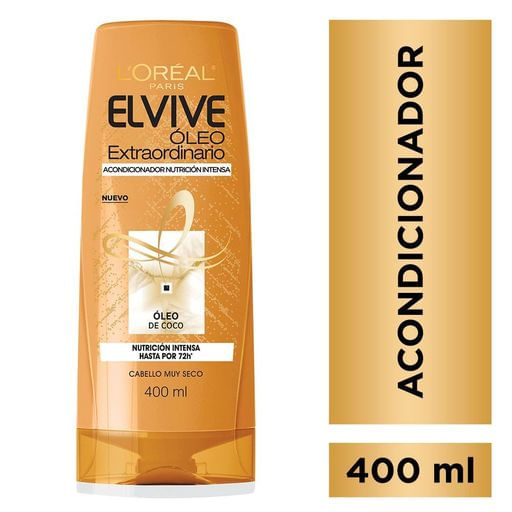 L'ORÉAL
PARIS
ELVIVE
ÓLEO
Extraordinario
ACONDICIONADOR NUTRICIÓN INTENSA
NUEVO
ÓLEO
DE COCO
NUTRICIÓN INTENSA
HASTA POR 72h*
CABELLO MUY SECO
400 ml
ACONDICIONADOR
400 ml